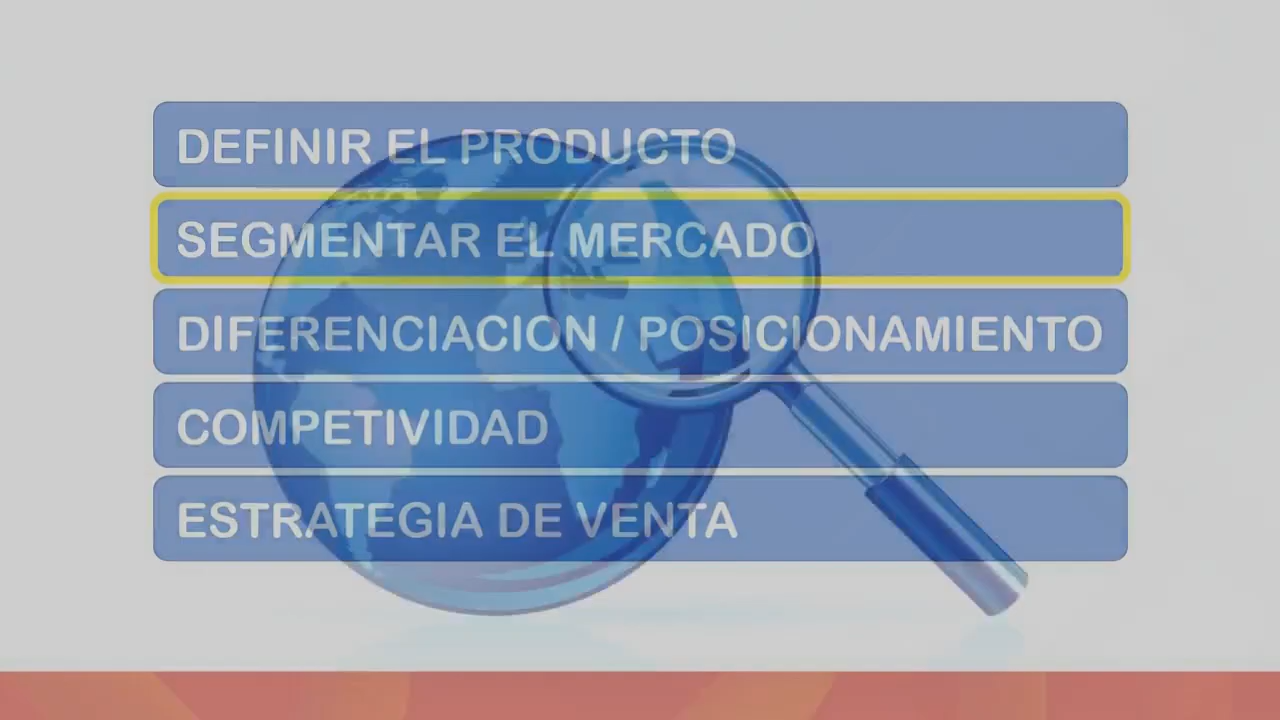 DEFINIR EL PRODUCTO
SEGMENTAR EL MERCADO
DIFERENCIACION / POSICIONAMIENTO
COMPETIVIDAD
ESTRATEGIA DE VENTA